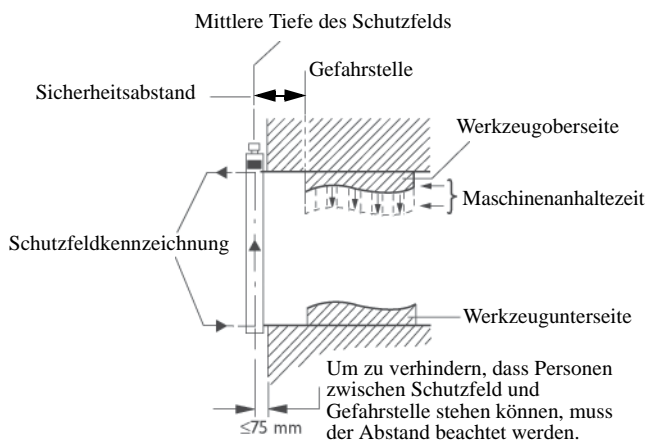 Mittlere Tiefe des Schutzfelds
Gefahrstelle
Sicherheitsabstand
Werkzeugoberseite
Maschinenanhaltezeit
Schutzfeldkennzeichnung
Werkzeugunterseite
Um zu verhindern, dass Personen
zwischen Schutzfeld und
Gefahrstelle stehen können, muss
der Abstand beachtet werden.
≤75 mm